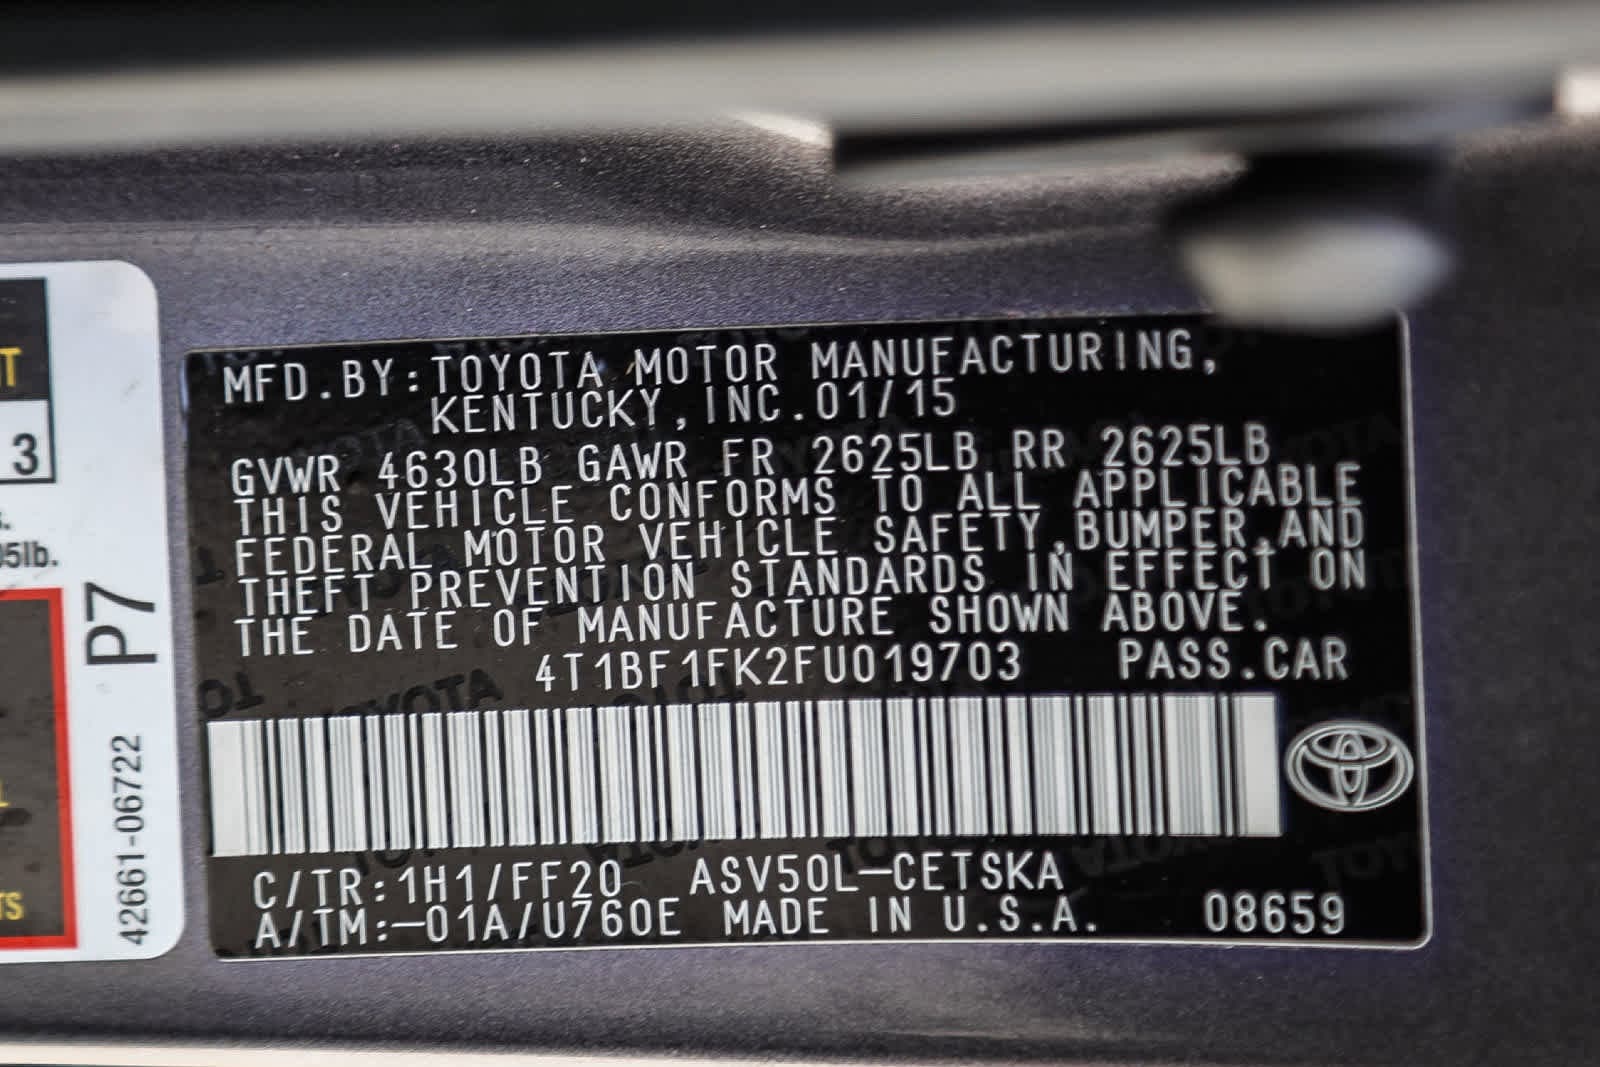 MFD.BY:TOYOTA MOTOR MANUFACTURING,
KENTUCKY,INC.01/15
GVWR 4630LB GAWR FR 2625LB RR 2625LB
THIS VEHICLE CONFORMS TO ALL APPLICABLE
FEDERAL MOTOR VEHICLE SAFETY,BUMPER,AND
THEFT PREVENTION STANDARDS IN EFFECT ON
THE DATE OF MANUFACTURE SHOWN ABOVE.
4T1BF1FK2FU019703 PASS.CAR
C/TR:1H1/FF20 ASV50L-CETSKA
A/TM:-01A/U760E MADE IN U.S.A. 08659
3
P7
42661-06722